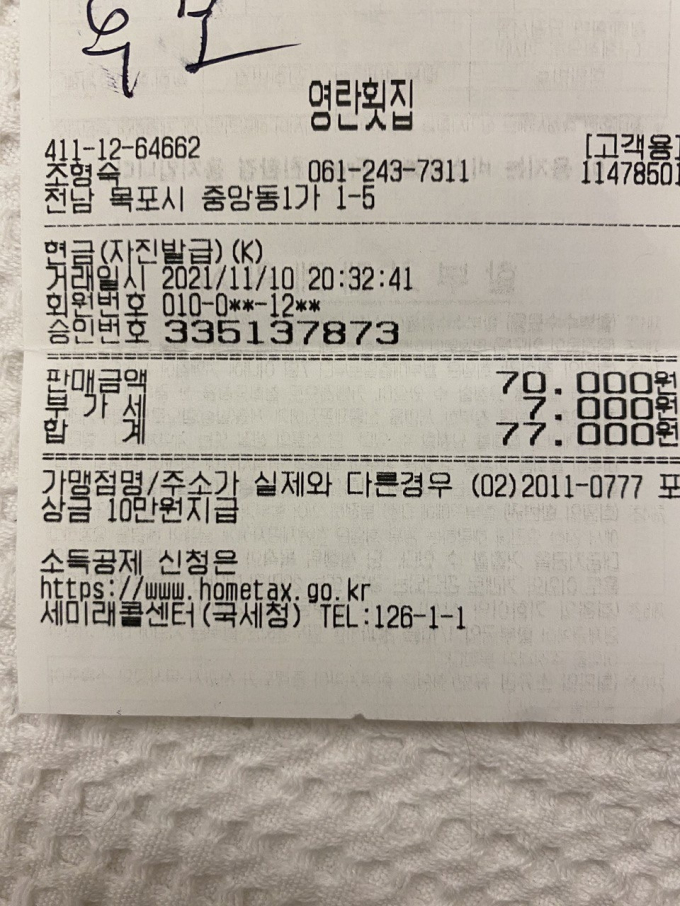 영란횟집
411-12-64662 [고객용]
조형숙 061-243-7311 11478501
전남 목포시 중앙동1가 1-5
현금(자진발급)(K)
거래일시 2021/11/10 20:32:41
회원번호 010-0**-12**
승인번호 335137873
판매금액 70.000원
부 가 세 7.000원
합 계 77.000원
가맹점명/주소가 실제와 다른경우 (02)2011-0777 포
상금 10만원지급
소득공제 신청은
https://www.hometax.go.kr
세미래콜센터(국세청) TEL:126-1-1